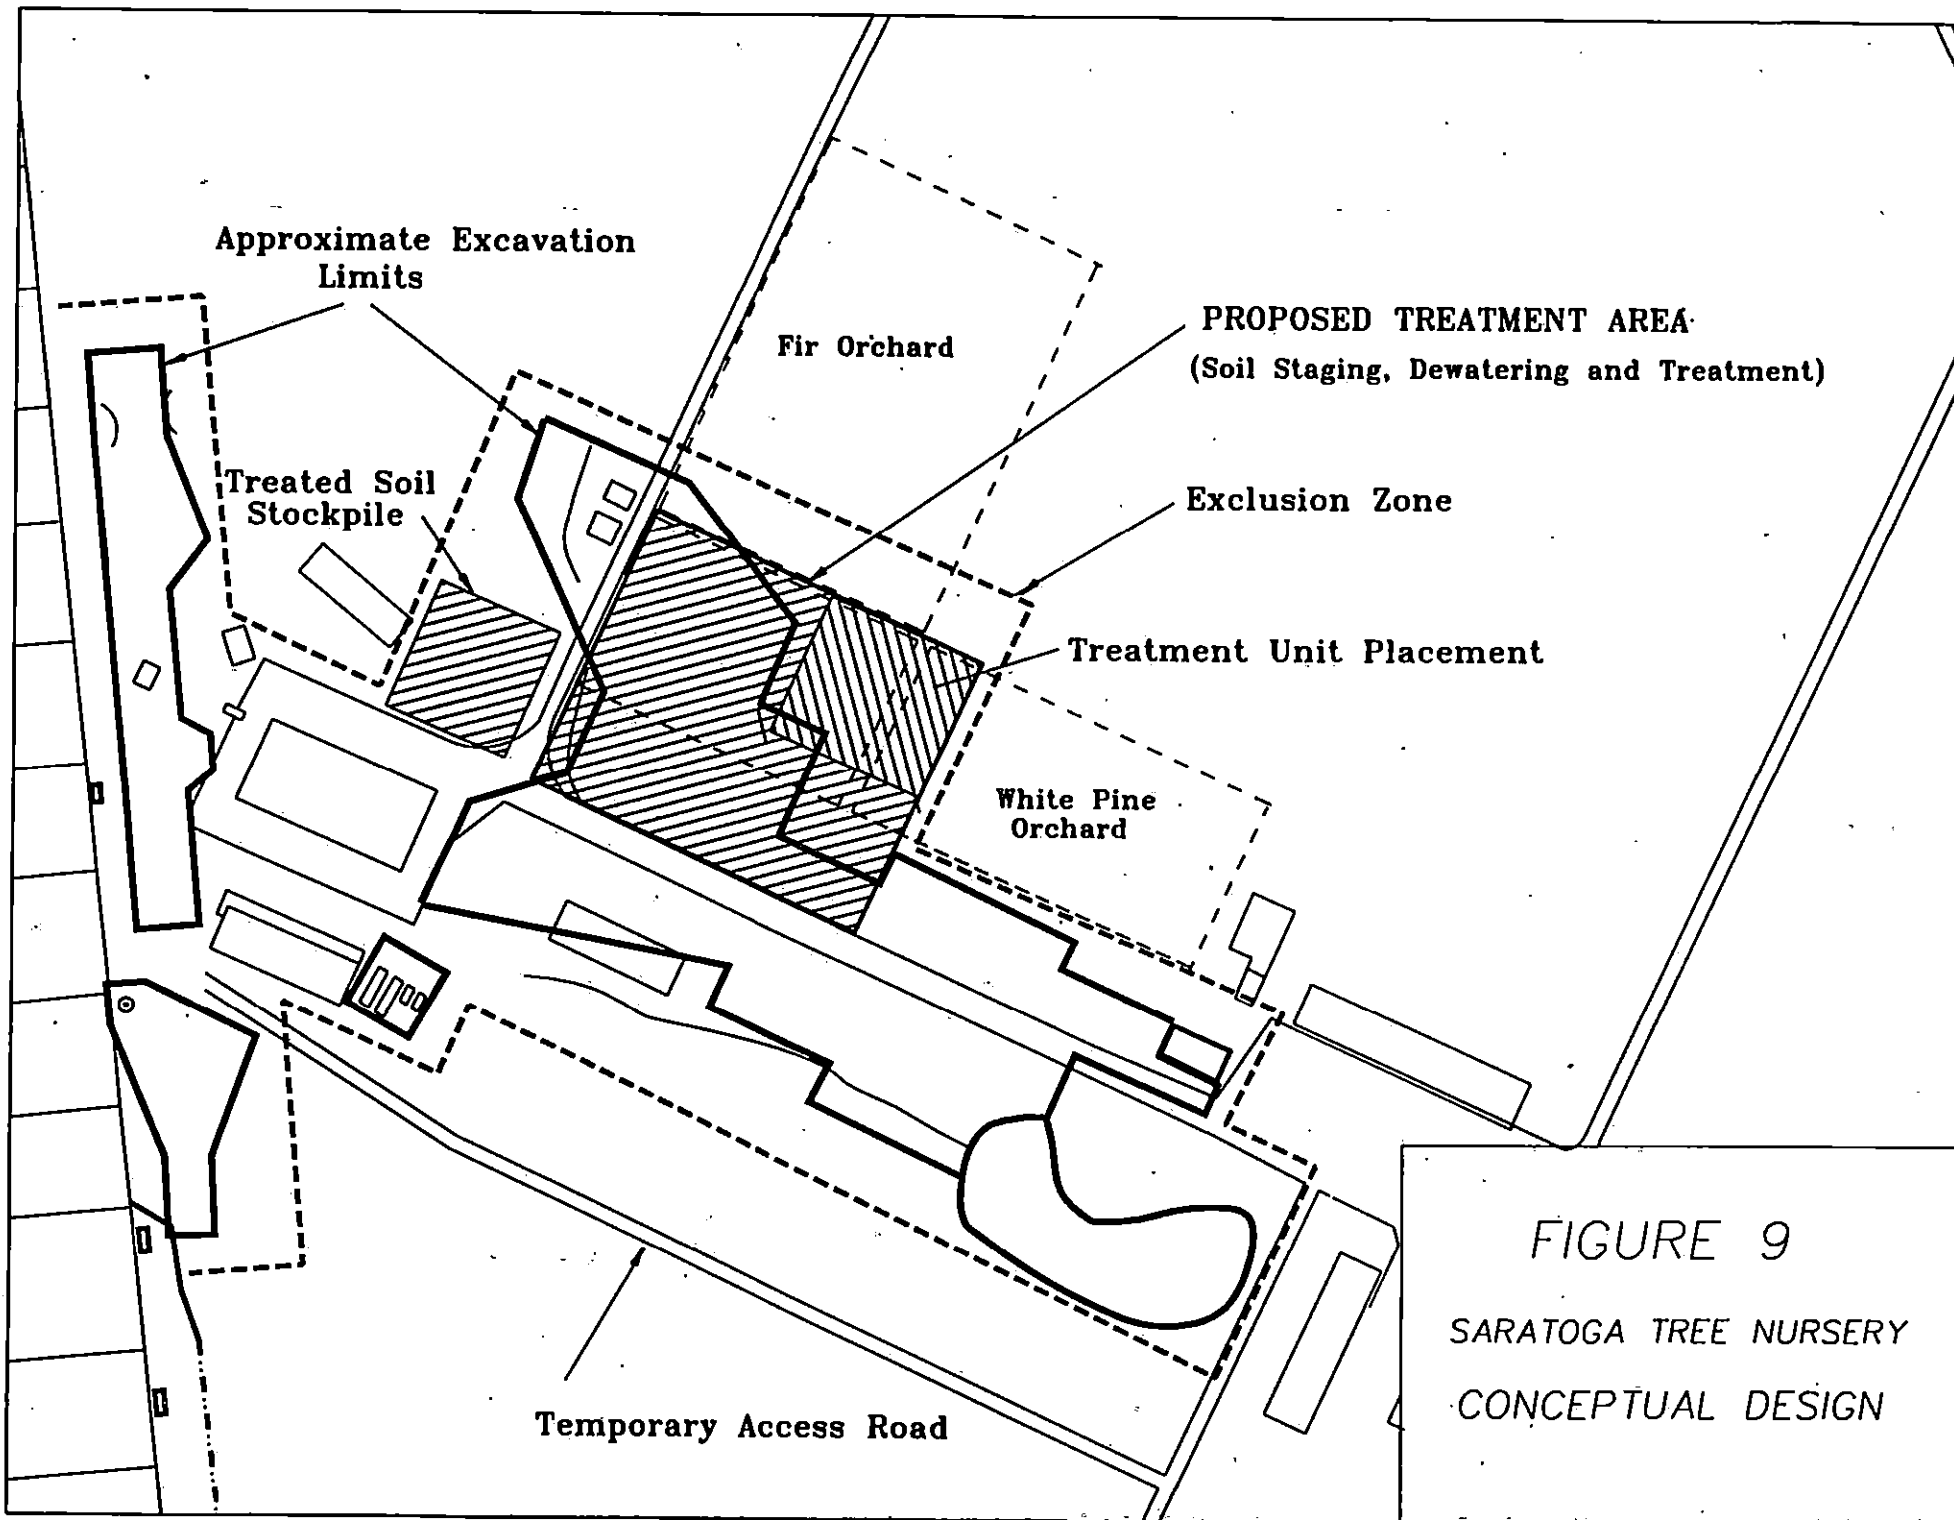 Approximate Excavation
Limits
Fir Orchard
PROPOSED TREATMENT AREA
(Soil Staging, Dewatering and Treatment)
Treated Soil
Stockpile
Exclusion Zone
Treatment Unit Placement
White Pine
Orchard
Temporary Access Road
FIGURE 9
SARATOGA TREE NURSERY
CONCEPTUAL DESIGN